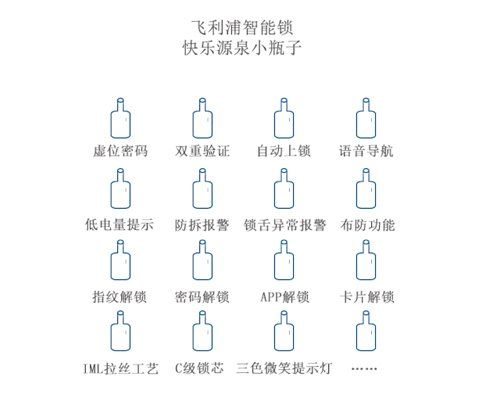 飞利浦智能锁
快乐源泉小瓶子
虚位密码 双重验证 自动上锁 语音导航
低电量提示 防拆报警 锁舌异常报警 布防功能
指纹解锁 密码解锁 APP解锁 卡片解锁
IML拉丝工艺 C级锁芯 三色微笑提示灯 ……